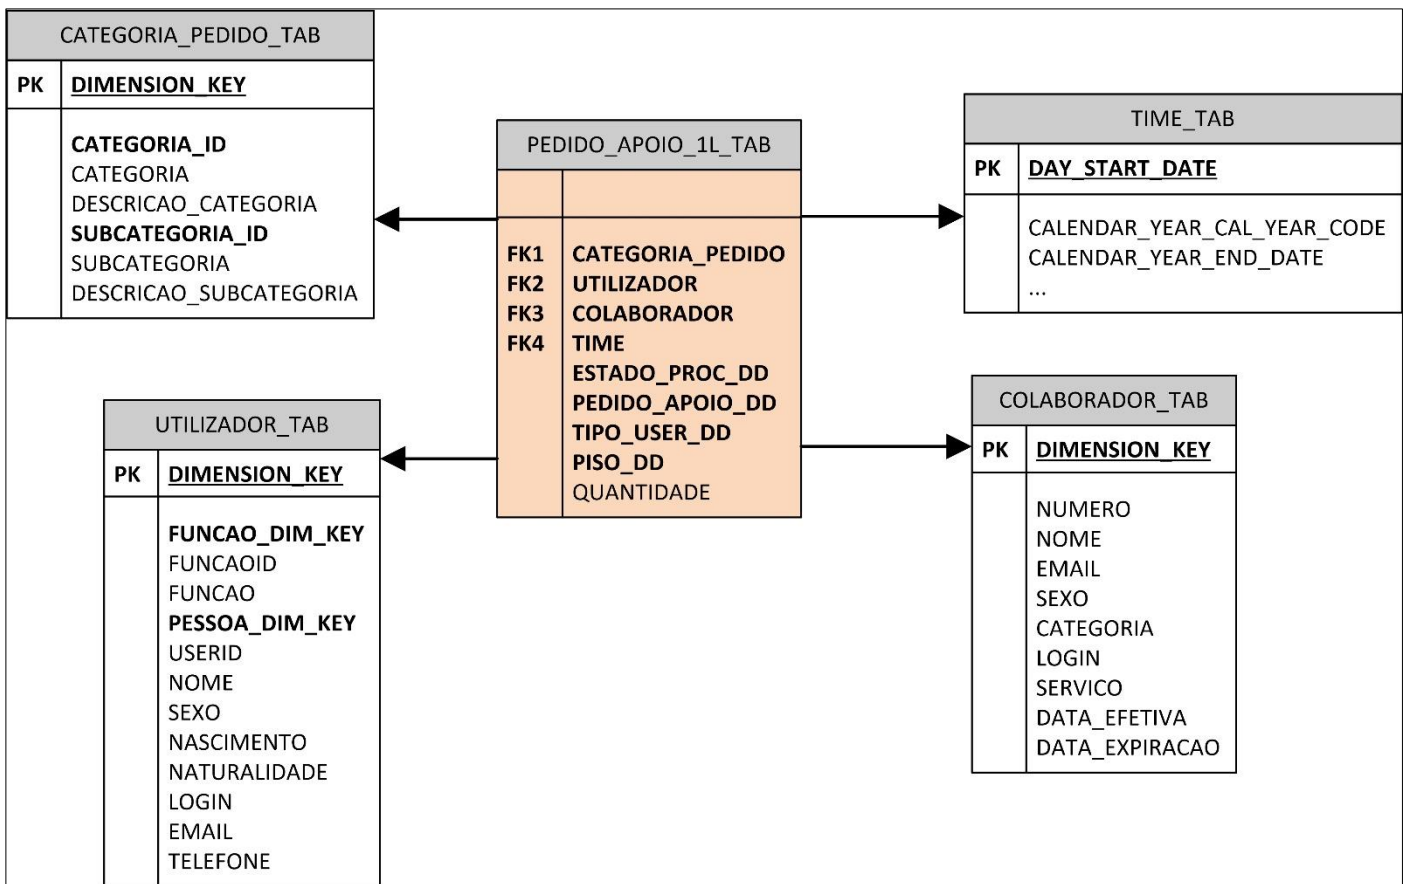 CATEGORIA_PEDIDO_TAB
PK DIMENSION_KEY
CATEGORIA_ID
CATEGORIA
DESCRICAO_CATEGORIA
SUBCATEGORIA_ID
SUBCATEGORIA
DESCRICAO_SUBCATEGORIA
PEDIDO_APOIO_1L_TAB
FK1 CATEGORIA_PEDIDO
FK2 UTILIZADOR
FK3 COLABORADOR
FK4 TIME
ESTADO_PROC_DD
PEDIDO_APOIO_DD
TIPO_USER_DD
PISO_DD
QUANTIDADE
TIME_TAB
PK DAY_START_DATE
CALENDAR_YEAR_CAL_YEAR_CODE
CALENDAR_YEAR_END_DATE
...
UTILIZADOR_TAB
PK DIMENSION_KEY
FUNCAO_DIM_KEY
FUNCAOID
FUNCAO
PESSOA_DIM_KEY
USERID
NOME
SEXO
NASCIMENTO
NATURALIDADE
LOGIN
EMAIL
TELEFONE
COLABORADOR_TAB
PK DIMENSION_KEY
NUMERO
NOME
EMAIL
SEXO
CATEGORIA
LOGIN
SERVICO
DATA_EFETIVA
DATA_EXPIRACAO